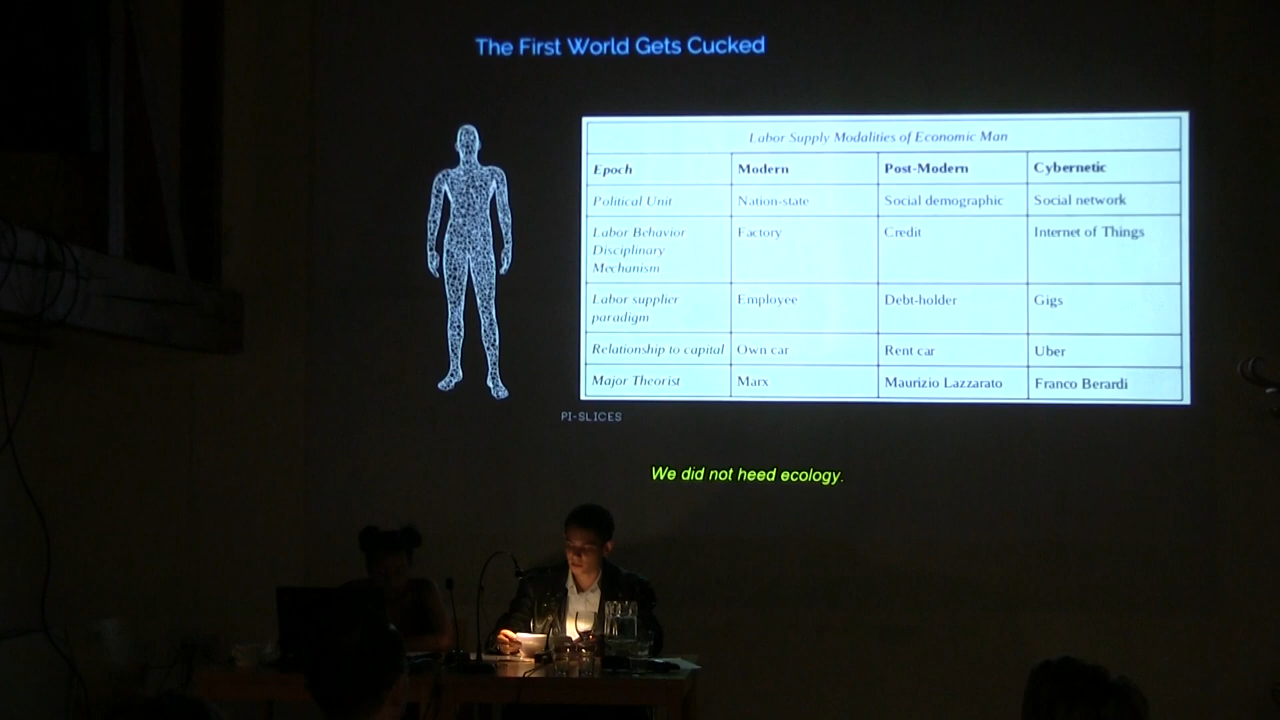 The First World Gets Cucked
Labor Supply Modalities of Economic Man
Epoch Modern Post-Modern Cybernetic
Political Unit Nation-state Social demographic Social network
Labor Behavior Factory Credit Internet of Things
Disciplinary
Mechanism
Labor supplier Employee Debt-holder Gigs
paradigm
Relationship to capital Own car Rent car Uber
Major Theorist Marx Maurizio Lazzarato Franco Berardi
PI-SLICES
We did not heed ecology.